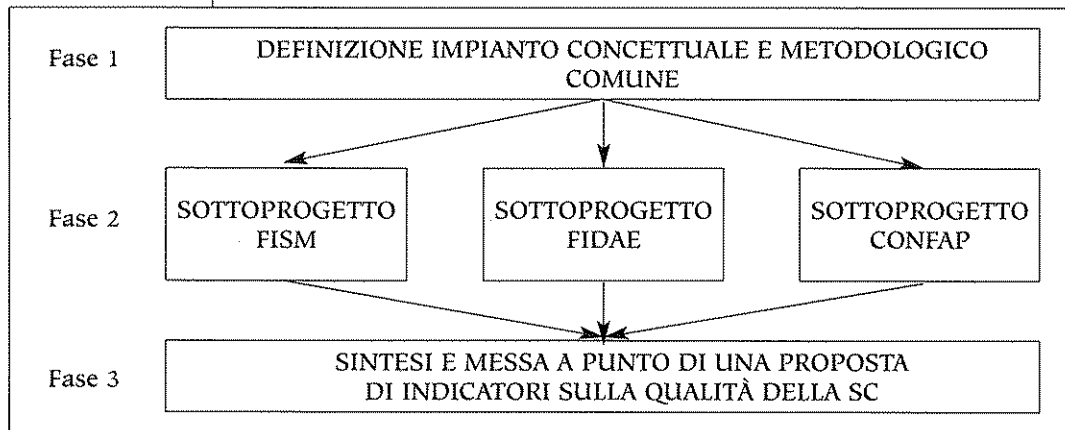 Fase 1
DEFINIZIONE IMPIANTO CONCETTUALE E METODOLOGICO
COMUNE
Fase 2
SOTTOPROGETTO
FISM
SOTTOPROGETTO
FIDAE
SOTTOPROGETTO
CONFAP
Fase 3
SINTESI E MESSA A PUNTO DI UNA PROPOSTA
DI INDICATORI SULLA QUALITÀ DELLA SC